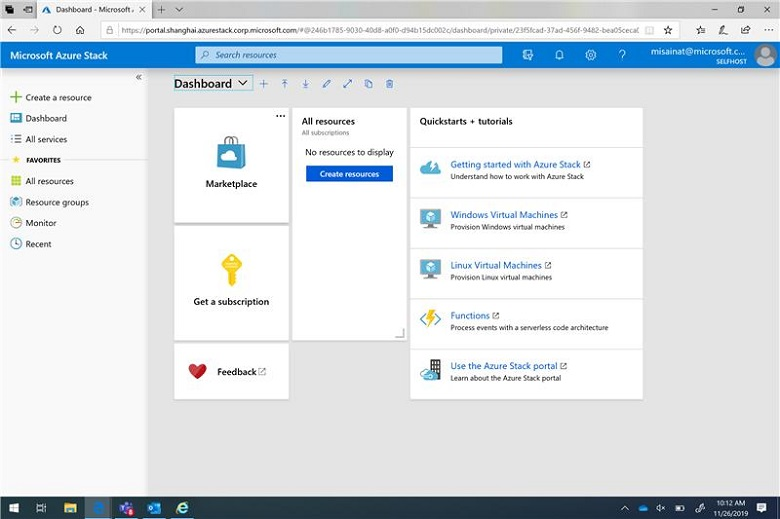 Dashboard - Microsoft A
https://portal.shanghai.azurestack.corp.microsoft.com/#@246b1785-9030-40d8-a0f0-d94b15dc002c/dashboard/private/23f5fcad-37ad-456f-9482-bea05ceca0
Microsoft Azure Stack
Search resources
misainat@microsoft.c...
SELFHOST
Create a resource
Dashboard
All services
FAVORITES
All resources
Resource groups
Monitor
Recent
Dashboard
Marketplace
Get a subscription
Feedback
All resources
All subscriptions
No resources to display
Create resources
Quickstarts + tutorials
Getting started with Azure Stack
Understand how to work with Azure Stack
Windows Virtual Machines
Provision Windows virtual machines
Linux Virtual Machines
Provision Linux virtual machines
Functions
Process events with a serverless code architecture
Use the Azure Stack portal
Learn about the Azure Stack portal
10:12 AM
11/26/2019